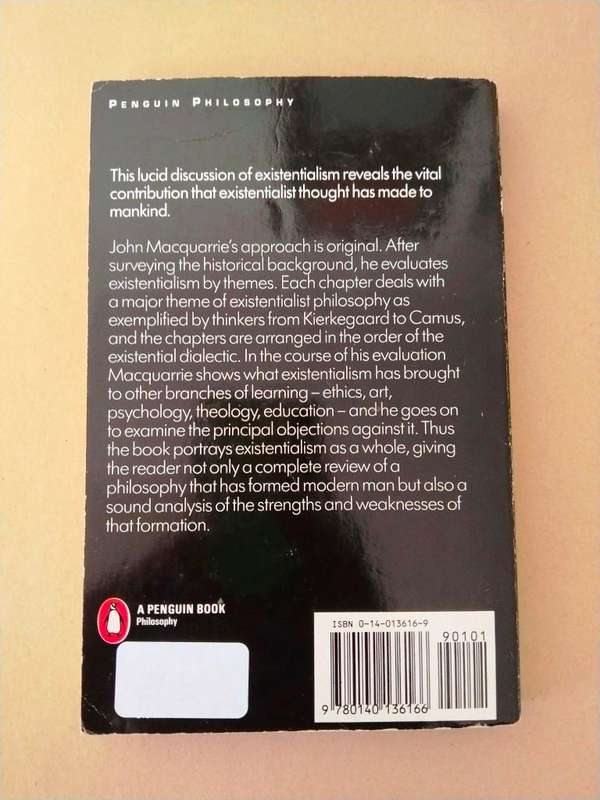 PENGUIN PHILOSOPHY
This lucid discussion of existentialism reveals the vital
contribution that existentialist thought has made to
mankind.
John Macquarrie's approach is original. After
surveying the historical background, he evaluates
existentialism by themes. Each chapter deals with
a major theme of existentialist philosophy as
exemplified by thinkers from Kierkegaard to Camus,
and the chapters are arranged in the order of the
existential dialectic. In the course of his evaluation
Macquarrie shows what existentialism has brought
to other branches of learning – ethics, art,
psychology, theology, education – and he goes on
to examine the principal objections against it. Thus
the book portrays existentialism as a whole, giving
the reader not only a complete review of a
philosophy that has formed modern man but also a
sound analysis of the strengths and weaknesses of
that formation.
A PENGUIN BOOK
Philosophy
ISBN 0-14-013616-9
90101
9 780140 136166